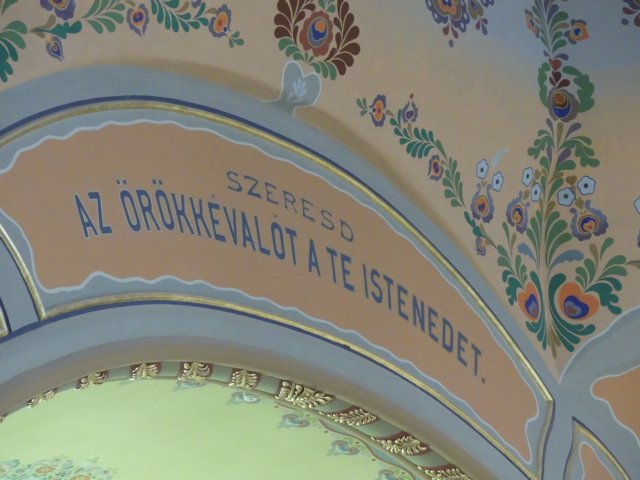 SZERESD
AZ ÖRÖKKÉVALÓT A TE ISTENEDET.